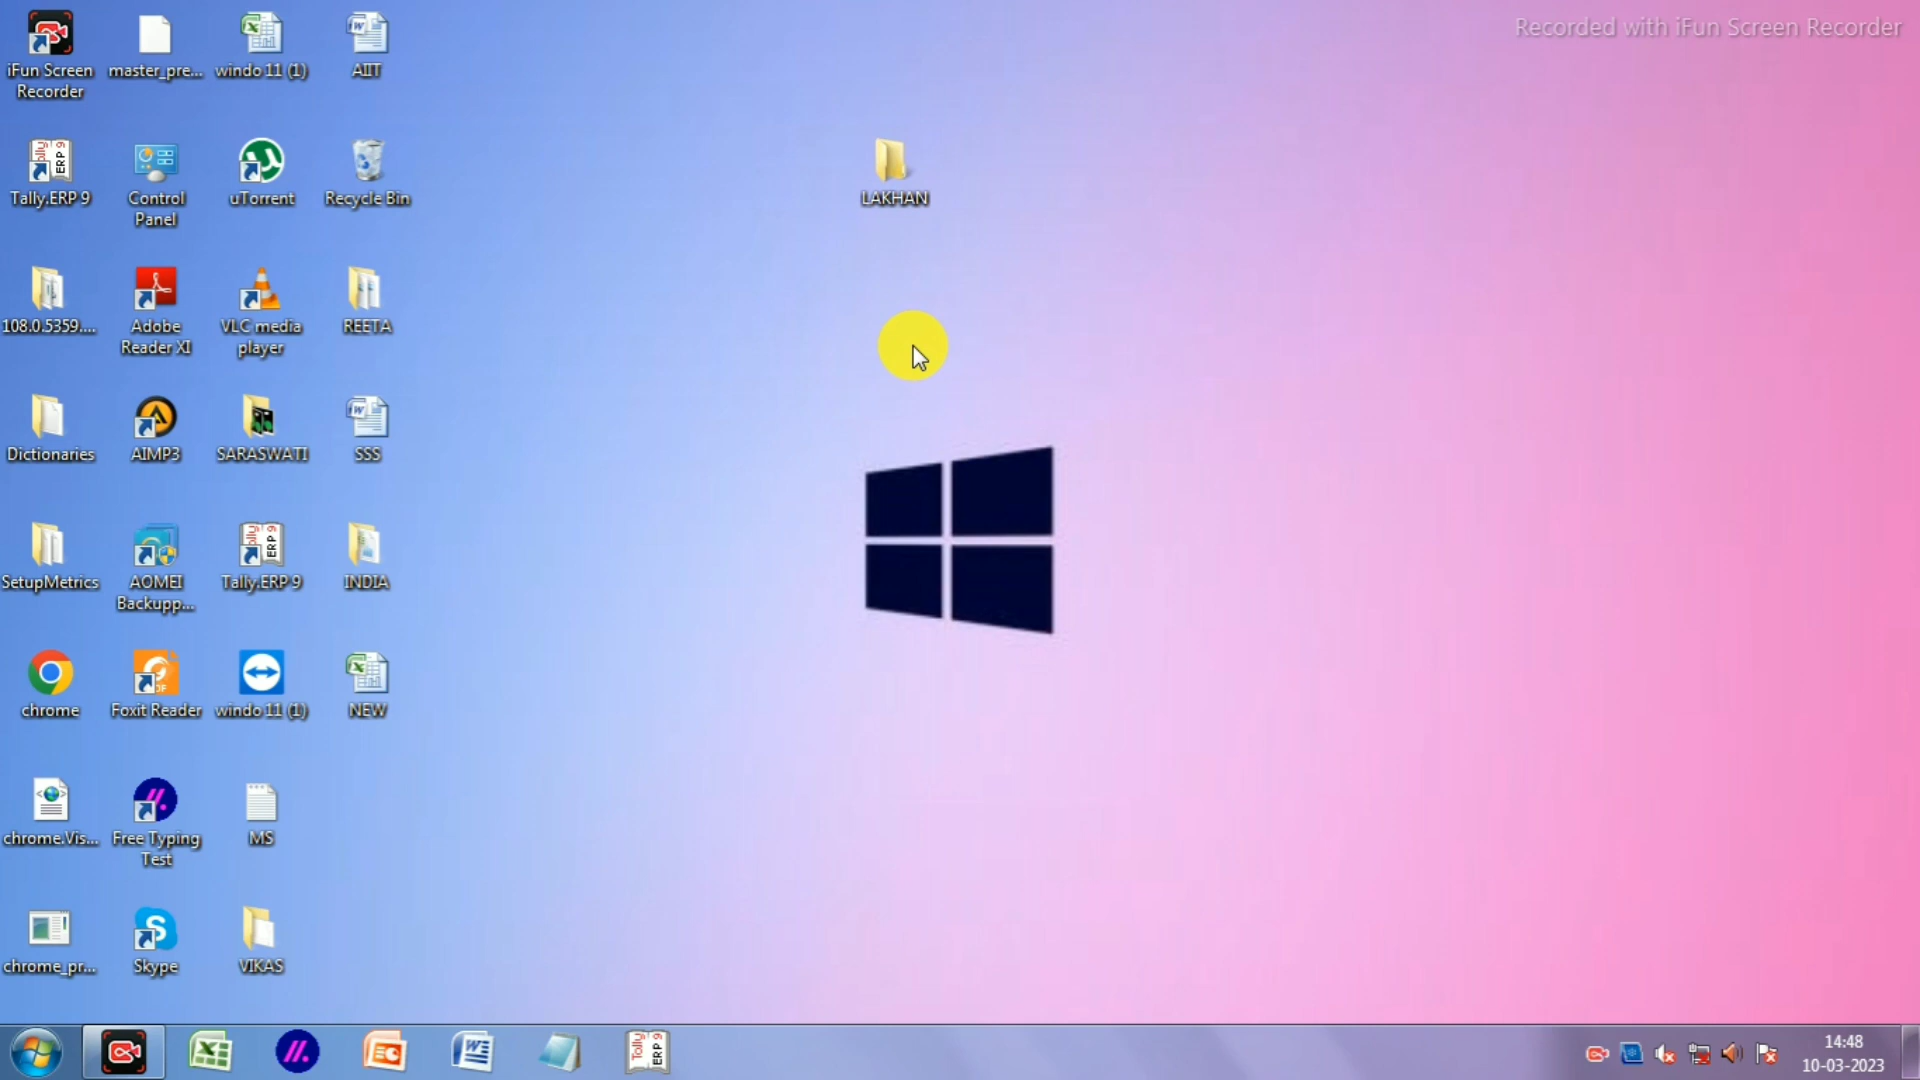 Recorded with iFun Screen Recorder
iFun Screen
Recorder
master_pre...
windo 11 (1)
AIIT
Tally.ERP 9
Control
Panel
uTorrent
Recycle Bin
LAKHAN
108.0.5359....
Adobe
Reader XI
VLC media
player
REETA
Dictionaries
AIMP3
SARASWATI
SSS
SetupMetrics
AOMEI
Backupp...
Tally.ERP 9
INDIA
chrome
Foxit Reader
windo 11 (1)
NEW
chrome.Vis...
Free Typing
Test
MS
chrome_pr...
Skype
VIKAS
14:48
10-03-2023